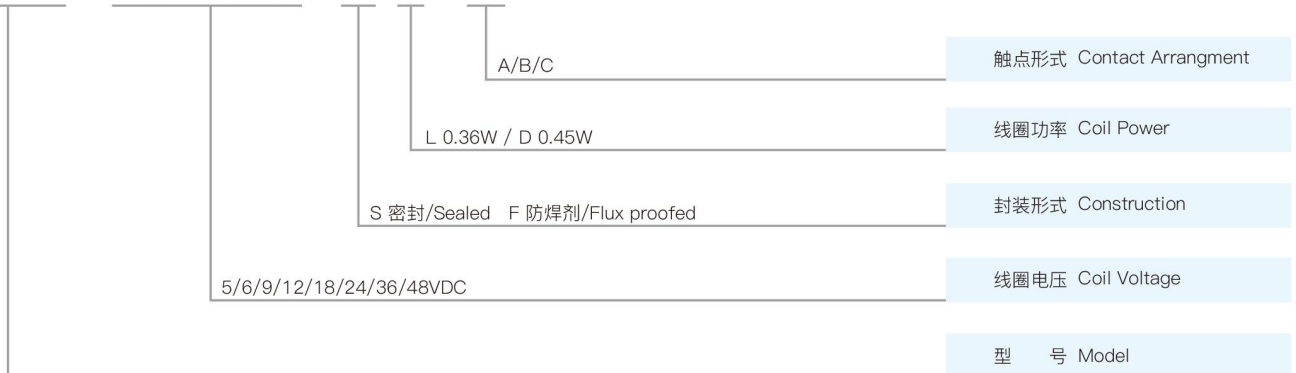 A/B/C
触点形式 Contact Arrangment
L 0.36W / D 0.45W
线圈功率 Coil Power
S 密封/Sealed F 防焊剂/Flux proofed
封装形式 Construction
5/6/9/12/18/24/36/48VDC
线圈电压 Coil Voltage
型 号 Model